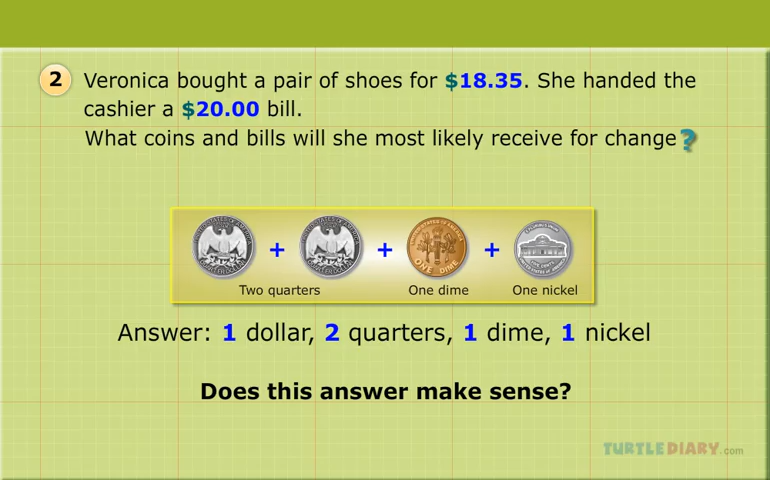 2
Veronica bought a pair of shoes for $18.35. She handed the
cashier a $20.00 bill.
What coins and bills will she most likely receive for change?
+ + +
ONE DIME
Two quarters One dime One nickel
Answer: 1 dollar, 2 quarters, 1 dime, 1 nickel
Does this answer make sense?
TURTLEDIARY.com